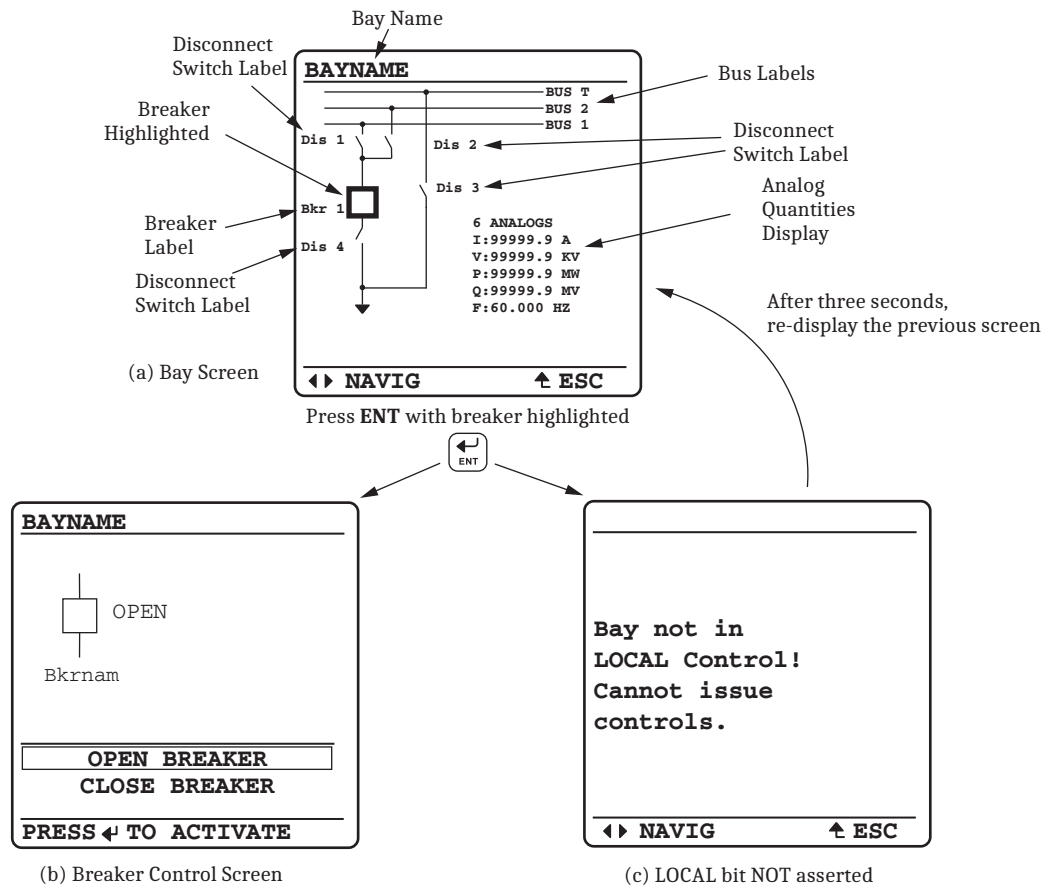 Bay Name
Disconnect
Switch Label
BAYNAME
Bus Labels
BUS T
BUS 2
BUS 1
Breaker
Highlighted
Dis 1
Dis 2
Disconnect
Switch Label
Dis 3
Analog
Quantities
Display
Bkr 1
Breaker
Label
6 ANALOGS
I:99999.9 A
V:99999.9 KV
P:99999.9 MW
Q:99999.9 MV
F:60.000 HZ
Dis 4
Disconnect
Switch Label
After three seconds,
re-display the previous screen
(a) Bay Screen
NAVIG
ESC
Press ENT with breaker highlighted
ENT
BAYNAME
OPEN
Bkrnam
OPEN BREAKER
CLOSE BREAKER
PRESS TO ACTIVATE
(b) Breaker Control Screen
Bay not in
LOCAL Control!
Cannot issue
controls.
NAVIG
ESC
(c) LOCAL bit NOT asserted